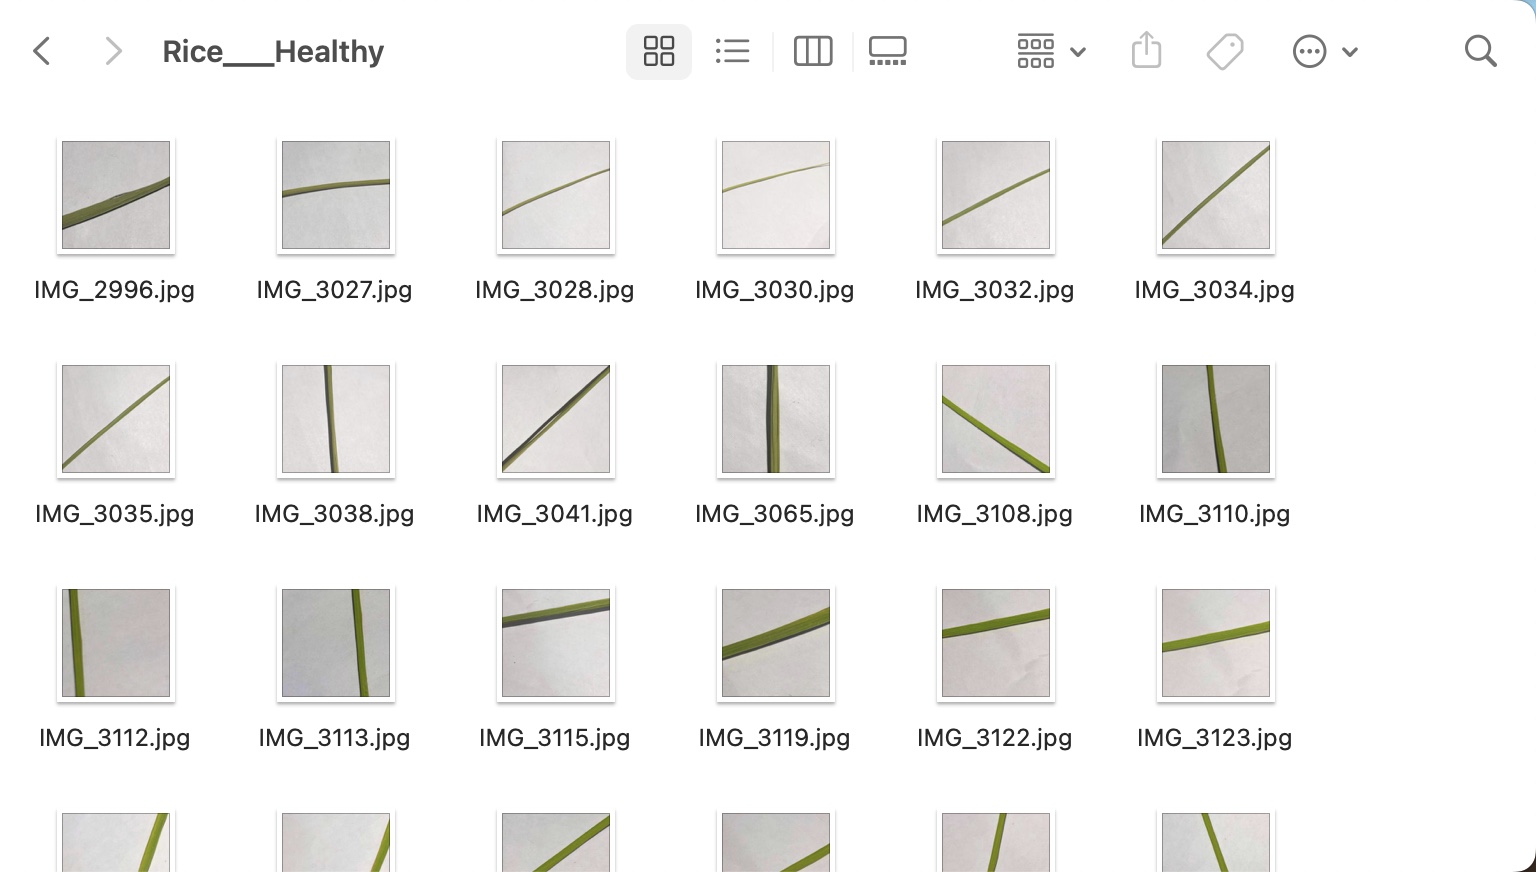 Rice___Healthy
IMG_2996.jpg IMG_3027.jpg IMG_3028.jpg IMG_3030.jpg IMG_3032.jpg IMG_3034.jpg
IMG_3035.jpg IMG_3038.jpg IMG_3041.jpg IMG_3065.jpg IMG_3108.jpg IMG_3110.jpg
IMG_3112.jpg IMG_3113.jpg IMG_3115.jpg IMG_3119.jpg IMG_3122.jpg IMG_3123.jpg